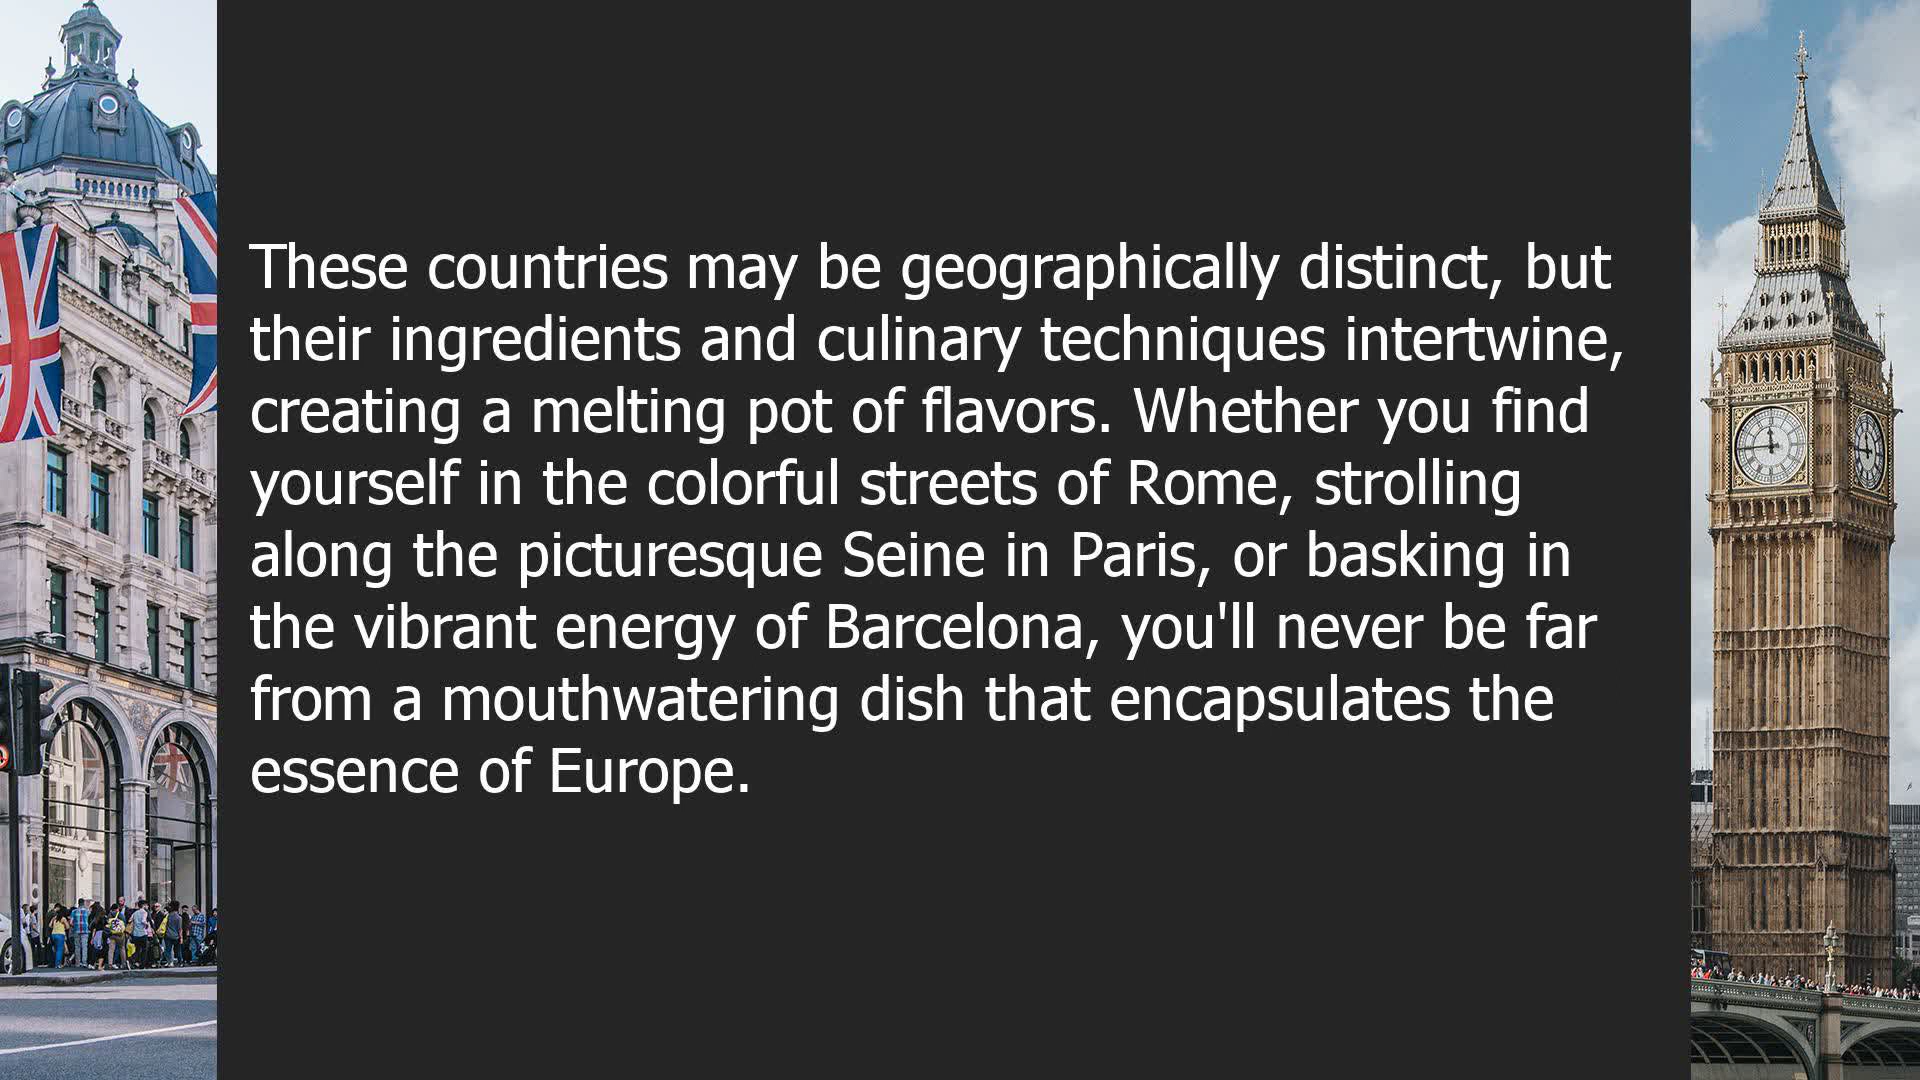 These countries may be geographically distinct, but
their ingredients and culinary techniques intertwine,
creating a melting pot of flavors. Whether you find
yourself in the colorful streets of Rome, strolling
along the picturesque Seine in Paris, or basking in
the vibrant energy of Barcelona, you'll never be far
from a mouthwatering dish that encapsulates the
essence of Europe.